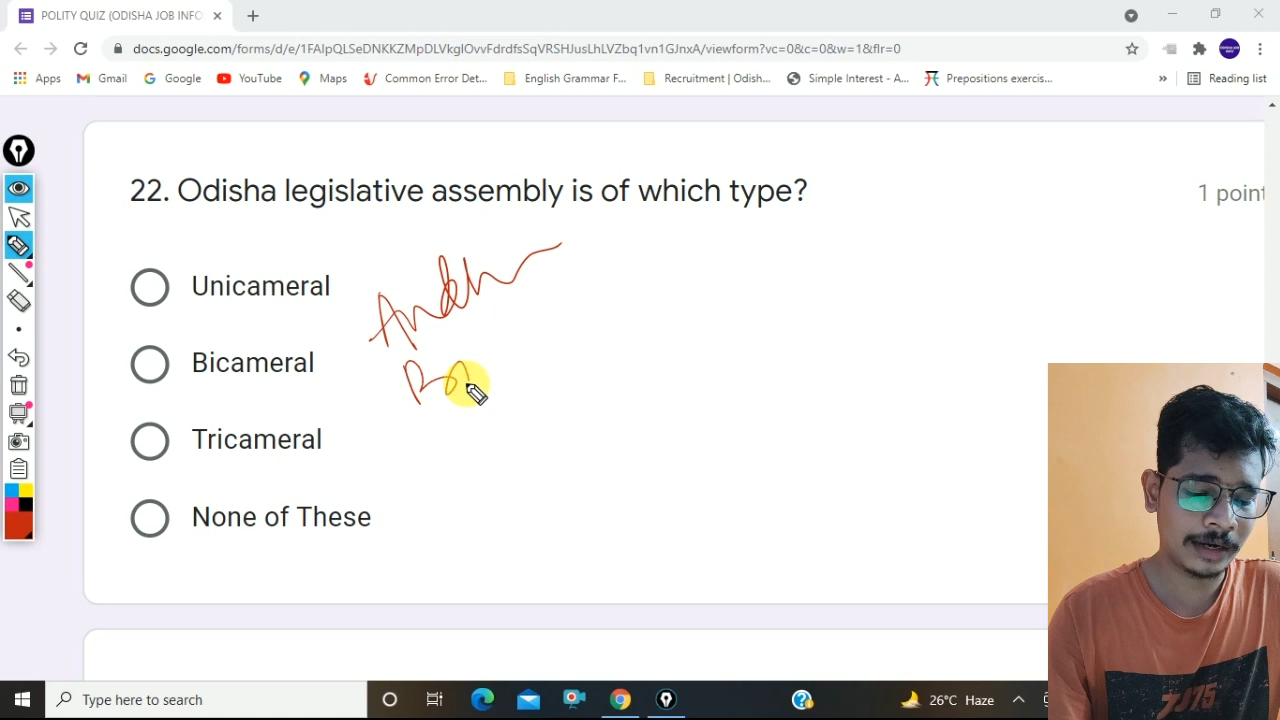 POLITY QUIZ (ODISHA JOB INFO
docs.google.com/forms/d/e/1FAIpQLSeDNKKZMpDLVkgIOvvFdrdfsSqVRSHJusLhLVZbq1vn1GJnxA/viewform?vc=0&c=0&w=1&flr=0
Apps Gmail Google YouTube Maps Common Error Det... English Grammar F... Recruitment | Odish... Simple Interest - A... Prepositions exercis... » Reading list
22. Odisha legislative assembly is of which type?
1 point
Unicameral
Andh
Bicameral
Tricameral
None of These
Type here to search
26°C Haze